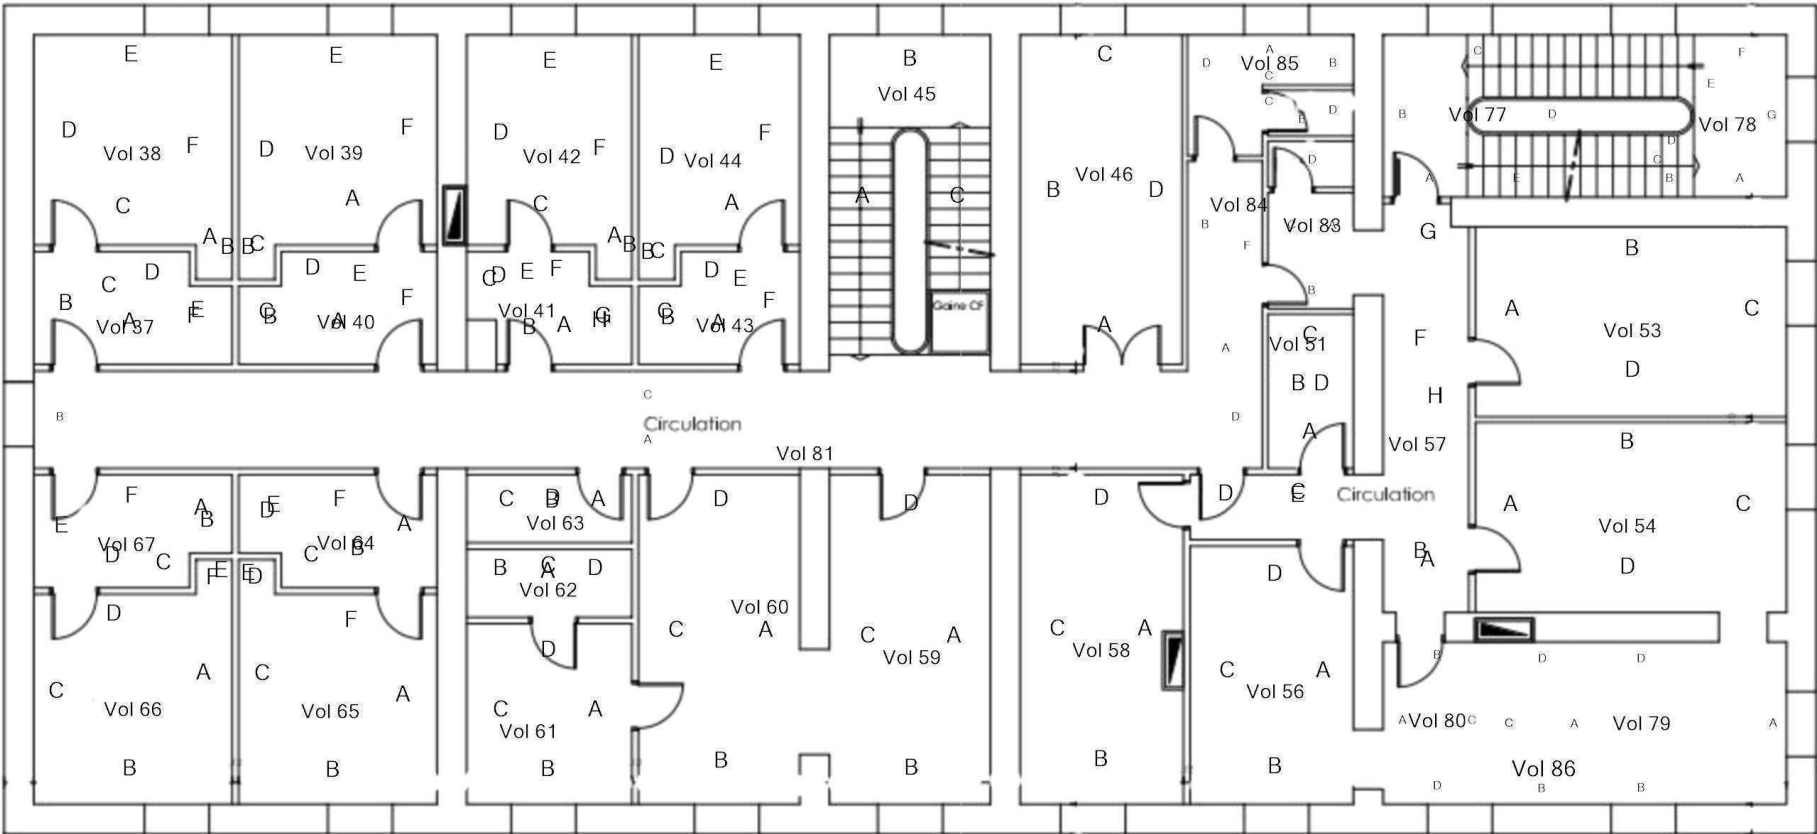 E
E
E
E
B
C
A
Vol 85
D
B
C
C
F
E
D
F
D
F
D
F
D
F
Vol 45
C
D
E
B
Vol 77
D
G
Vol 78
Vol 38
Vol 39
Vol 42
Vol 44
Vol 46
D
D
C
C
A
C
A
A
C
B
D
A
E
B
A
A
B
B
C
A
B
B
C
Vol 84
B
Vol 83
F
G
B
D
C
D
E
C
D
E
F
D
E
B
C
A
Vol 37
E
F
F
C
B
A
Vol 40
Vol 41
B
A
G
H
F
C
B
A
Vol 43
Gaine CF
A
B
A
C
Vol 51
B
D
A
F
H
A
C
Vol 53
D
B
C
Circulation
A
Vol 81
D
Vol 57
B
F
A
B
E
D
E
F
A
C
D
B
A
Vol 63
D
D
D
D
C
E
Circulation
A
C
Vol 54
D
Vol 67
D
C
Vol 64
C
B
F
E
E
D
B
C
A
D
Vol 62
D
B
A
D
F
Vol 60
C
A
C
A
Vol 59
C
A
Vol 58
D
C
A
Vol 66
B
C
A
Vol 65
B
D
C
A
Vol 61
B
B
B
B
C
A
Vol 56
B
B
D
D
A
Vol 80
C
C
A
Vol 79
A
Vol 86
D
B
B